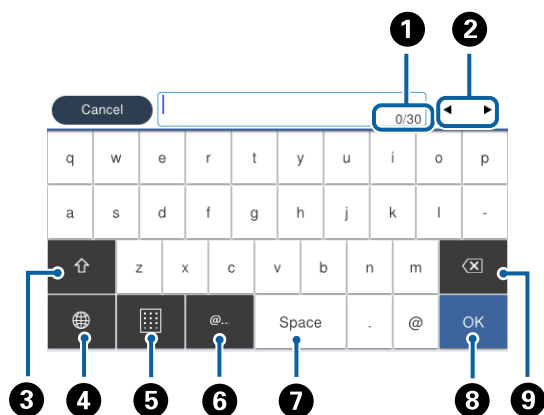 1 2
Cancel
0/30
q w e r t y u i o p
a s d f g h j k l -
z x c v b n m
@... Space . @ OK
3 4 5 6 7 8 9